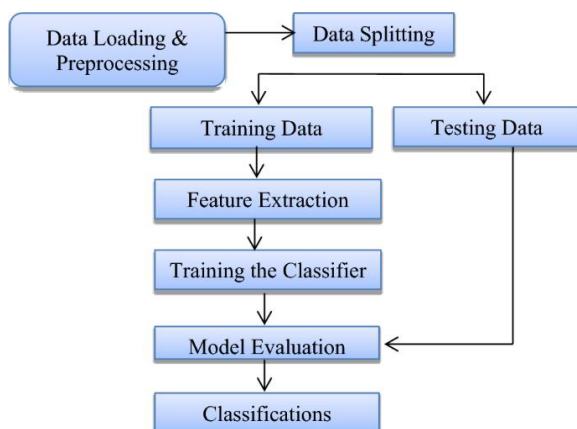 Data Loading &
Preprocessing
Data Splitting
Training Data
Testing Data
Feature Extraction
Training the Classifier
Model Evaluation
Classifications